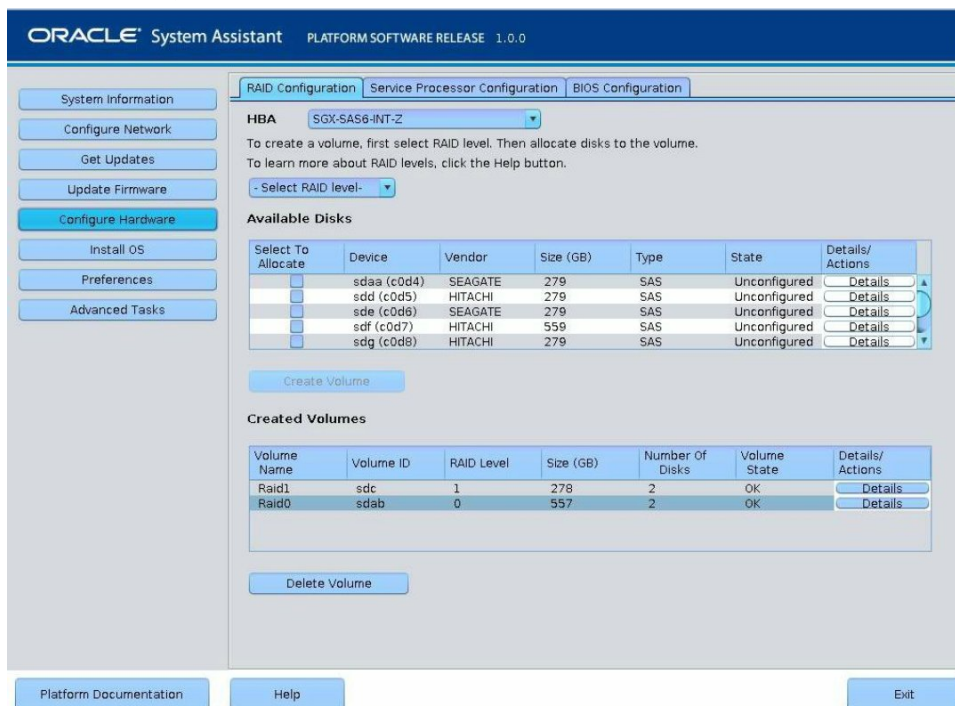 ORACLE® System Assistant PLATFORM SOFTWARE RELEASE 1.0.0
System Information
Configure Network
Get Updates
Update Firmware
Configure Hardware
Install OS
Preferences
Advanced Tasks
RAID Configuration Service Processor Configuration BIOS Configuration
HBA SGX-SAS6-INT-Z
To create a volume, first select RAID level. Then allocate disks to the volume.
To learn more about RAID levels, click the Help button.
- Select RAID level-
Available Disks
Select To Allocate Device Vendor Size (GB) Type State Details/ Actions
sdaa (c0d4) SEAGATE 279 SAS Unconfigured Details
sdd (c0d5) HITACHI 279 SAS Unconfigured Details
sde (c0d6) SEAGATE 279 SAS Unconfigured Details
sdf (c0d7) HITACHI 559 SAS Unconfigured Details
sdg (c0d8) HITACHI 279 SAS Unconfigured Details
Create Volume
Created Volumes
Volume Name Volume ID RAID Level Size (GB) Number Of Disks Volume State Details/ Actions
Raid1 sdc 1 278 2 OK Details
Raid0 sdab 0 557 2 OK Details
Delete Volume
Platform Documentation Help Exit